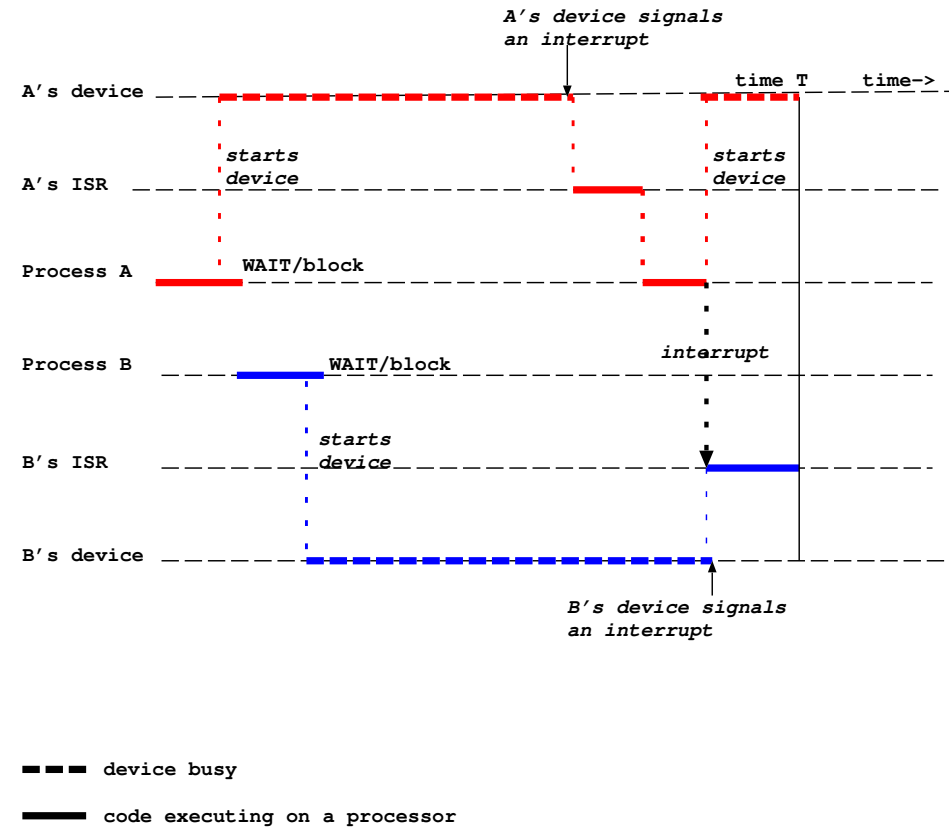 A's device signals
an interrupt
A's device
time T
time->
starts
device
starts
device
A's ISR
Process A
WAIT/block
interrupt
Process B
WAIT/block
starts
device
B's ISR
B's device
B's device signals
an interrupt
device busy
code executing on a processor